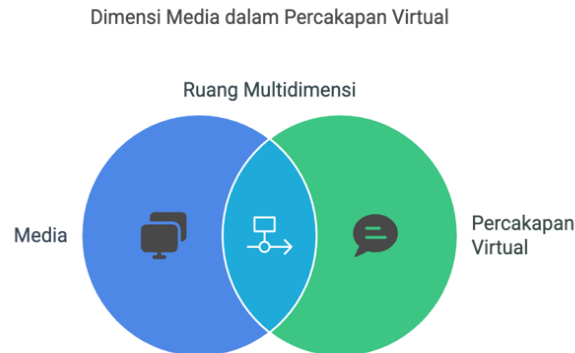 Dimensi Media dalam Percakapan Virtual
Ruang Multidimensi
Media
Percakapan
Virtual